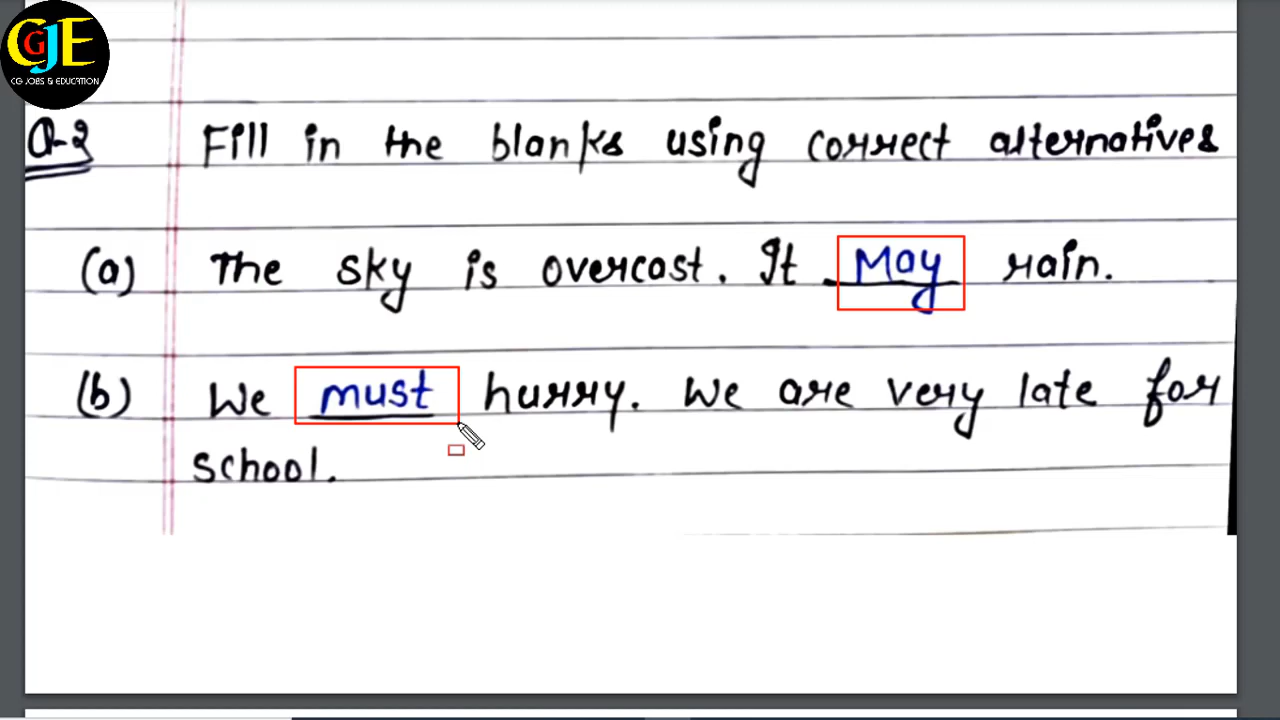 CGJE
CG JOBS & EDUCATION
Q-2 Fill in the blanks using correct alternatives
(a) The sky is overcast. It May rain.
(b) We must hurry. We are very late for
school.